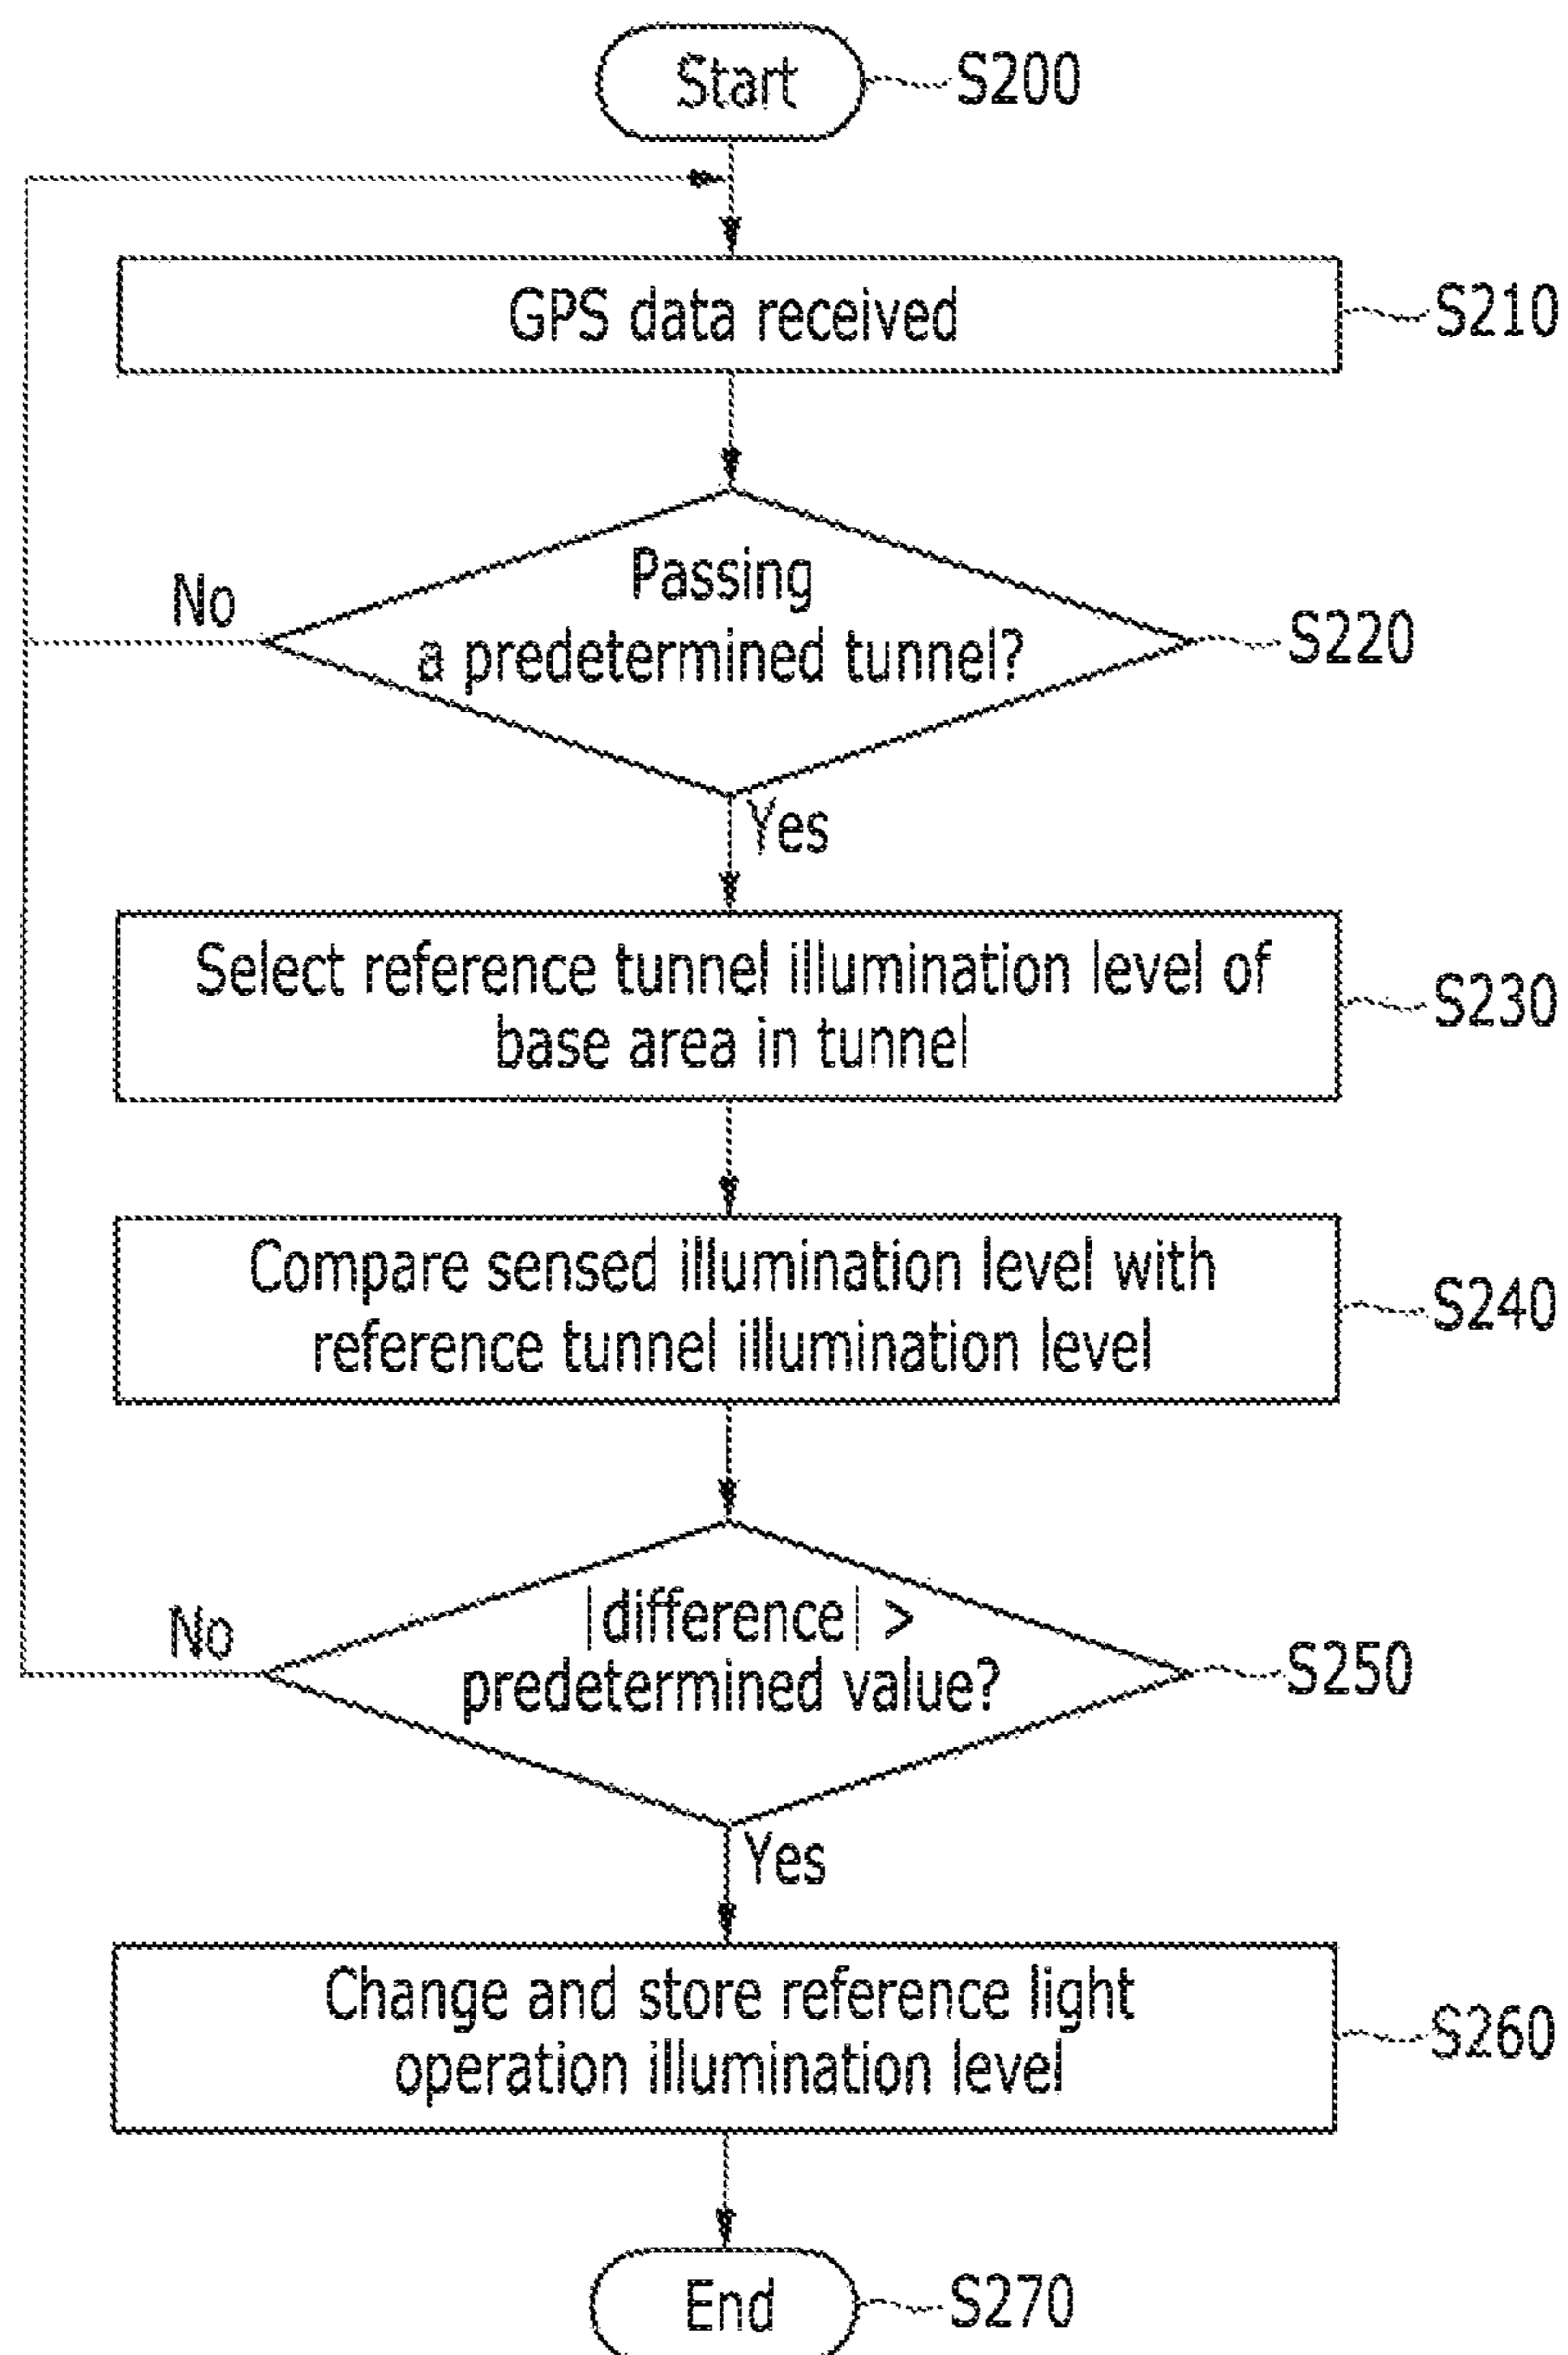 Start
S200
GPS data received
S210
Passing
a predetermined tunnel?
No
S220
Yes
Select reference tunnel illumination level of
base area in tunnel
S230
Compare sensed illumination level with
reference tunnel illumination level
S240
|difference| >
predetermined value?
No
S250
Yes
Change and store reference light
operation illumination level
S260
End
S270